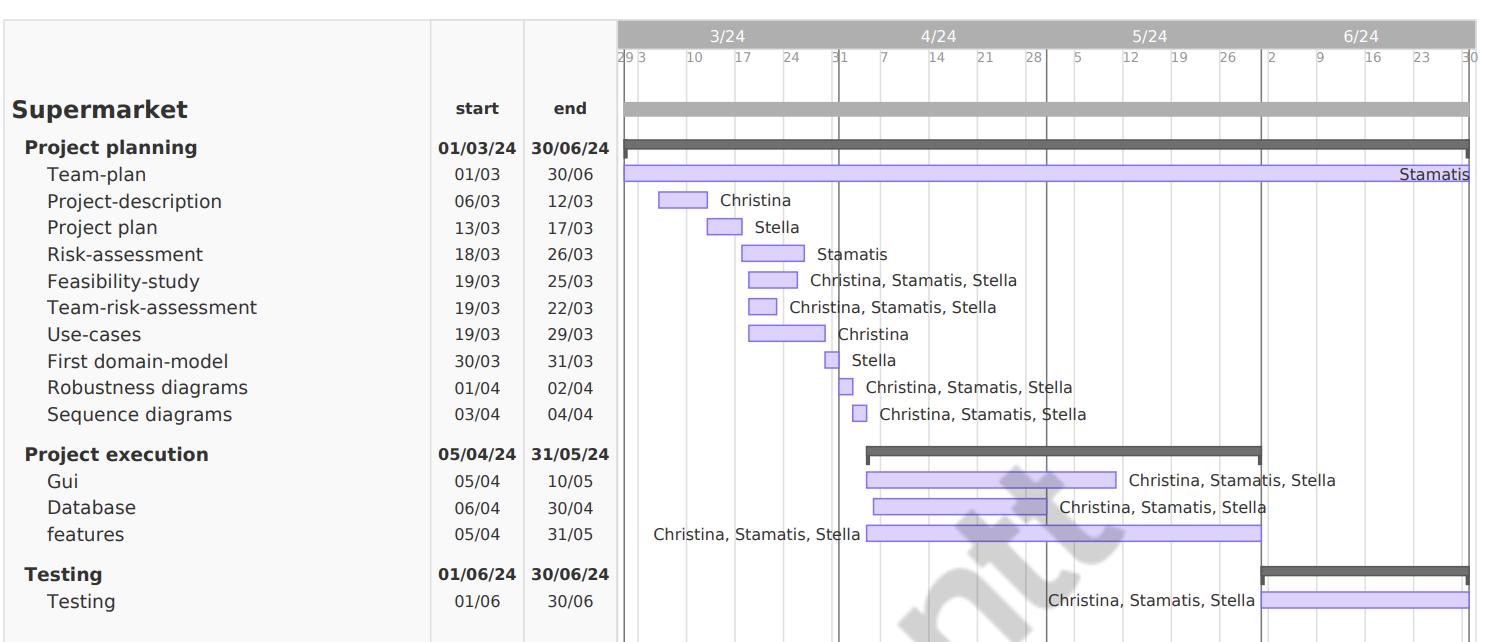 3/24 4/24 5/24 6/24
29 3 10 17 24 31 7 14 21 28 5 12 19 26 2 9 16 23 30
Supermarket start end
Project planning 01/03/24 30/06/24
Team-plan 01/03 30/06 Stamatis
Project-description 06/03 12/03 Christina
Project plan 13/03 17/03 Stella
Risk-assessment 18/03 26/03 Stamatis
Feasibility-study 19/03 25/03 Christina, Stamatis, Stella
Team-risk-assessment 19/03 22/03 Christina, Stamatis, Stella
Use-cases 19/03 29/03 Christina
First domain-model 30/03 31/03 Stella
Robustness diagrams 01/04 02/04 Christina, Stamatis, Stella
Sequence diagrams 03/04 04/04 Christina, Stamatis, Stella
Project execution 05/04/24 31/05/24
Gui 05/04 10/05 Christina, Stamatis, Stella
Database 06/04 30/04 Christina, Stamatis, Stella
features 05/04 31/05 Christina, Stamatis, Stella
Testing 01/06/24 30/06/24
Testing 01/06 30/06 Christina, Stamatis, Stella
ntt